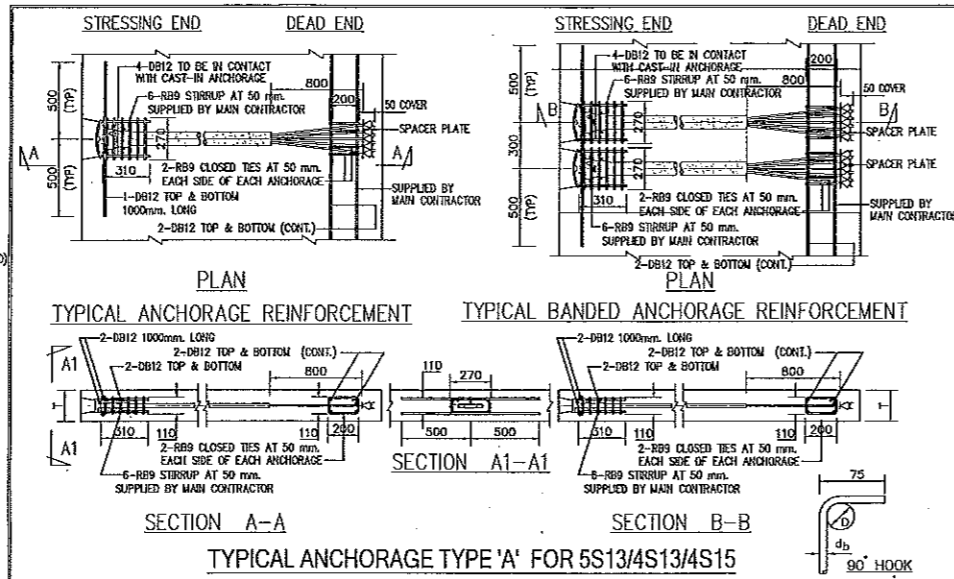 STRESSING END
DEAD END
4-DB12 TO BE IN CONTACT
WITH CAST-IN ANCHORAGE
800
6-RB9 STIRRUP AT 50 mm.
SUPPLIED BY MAIN CONTRACTOR
200
50 COVER
SPACER PLATE
500
(TYP)
500
(TYP)
A
A
270
310
2-RB9 CLOSED TIES AT 50 mm.
EACH SIDE OF EACH ANCHORAGE
1-DB12 TOP & BOTTOM
1000mm. LONG
SUPPLIED BY
MAIN CONTRACTOR
2-DB12 TOP & BOTTOM (CONT.)
PLAN
TYPICAL ANCHORAGE REINFORCEMENT
STRESSING END
DEAD END
4-DB12 TO BE IN CONTACT
WITH CAST-IN ANCHORAGE
200
6-RB9 STIRRUP AT 50 mm.
800
SUPPLIED BY MAIN CONTRACTOR
50 COVER
500
(TYP)
300
500
(TYP)
B
B
270
270
SPACER PLATE
SPACER PLATE
310
2-RB9 CLOSED TIES AT 50 mm.
EACH SIDE OF EACH ANCHORAGE
SUPPLIED BY
MAIN CONTRACTOR
6-RB9 STIRRUP AT 50 mm.
SUPPLIED BY MAIN CONTRACTOR
2-DB12 TOP & BOTTOM (CONT.)
PLAN
TYPICAL BANDED ANCHORAGE REINFORCEMENT
2-DB12 1000mm. LONG
2-DB12 TOP & BOTTOM (CONT.)
2-DB12 TOP & BOTTOM
800
A1
A1
310
110
110
200
2-RB9 CLOSED TIES AT 50 mm.
EACH SIDE OF EACH ANCHORAGE
6-RB9 STIRRUP AT 50 mm.
SUPPLIED BY MAIN CONTRACTOR
SECTION A-A
110
270
500
500
SECTION A1-A1
2-DB12 1000mm. LONG
2-DB12 TOP & BOTTOM (CONT.)
2-DB12 TOP & BOTTOM
800
310
110
110
200
2-RB9 CLOSED TIES AT 50 mm.
EACH SIDE OF EACH ANCHORAGE
6-RB9 STIRRUP AT 50 mm.
SUPPLIED BY MAIN CONTRACTOR
SECTION B-B
75
D
db
90° HOOK
TYPICAL ANCHORAGE TYPE 'A' FOR 5S13/4S13/4S15